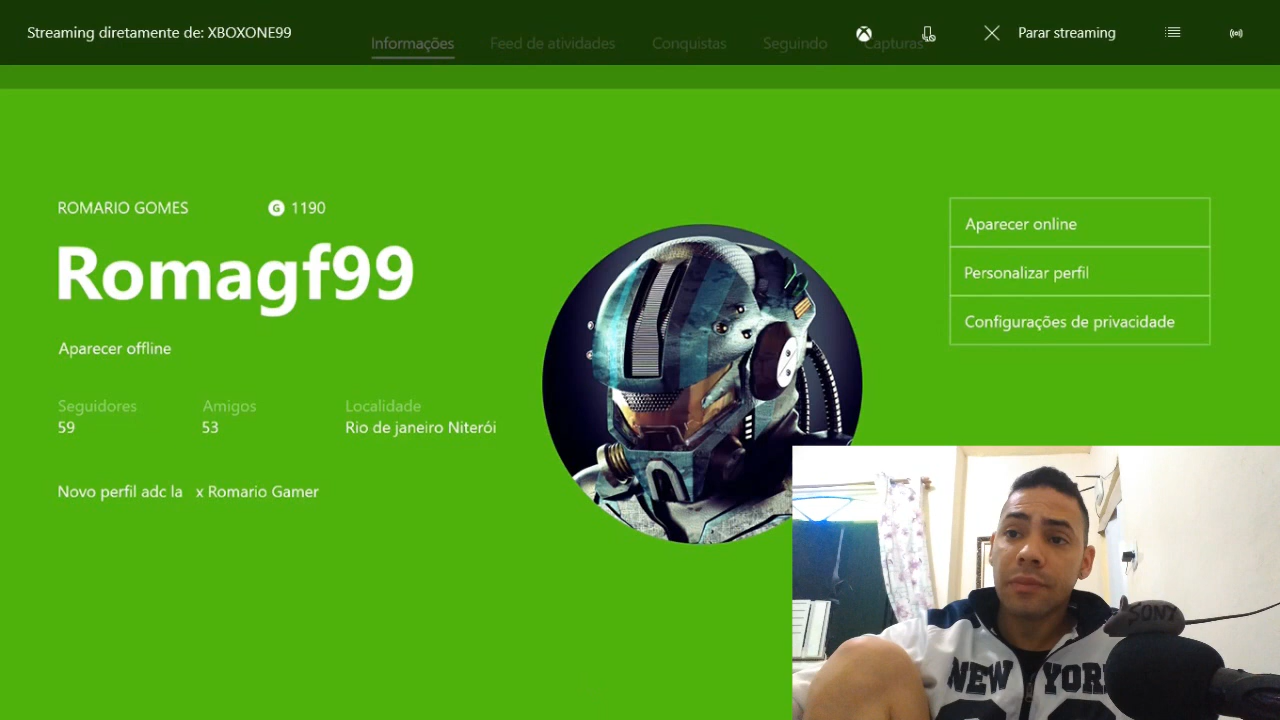 Streaming diretamente de: XBOXONE99
Informações Feed de atividades Conquistas Seguindo Capturas
Parar streaming
ROMARIO GOMES G 1190
Romagf99
Aparecer offline
Seguidores Amigos Localidade
59 53 Rio de janeiro Niterói
Novo perfil adc la x Romario Gamer
Aparecer online
Personalizar perfil
Configurações de privacidade
SONY
NEW YORK